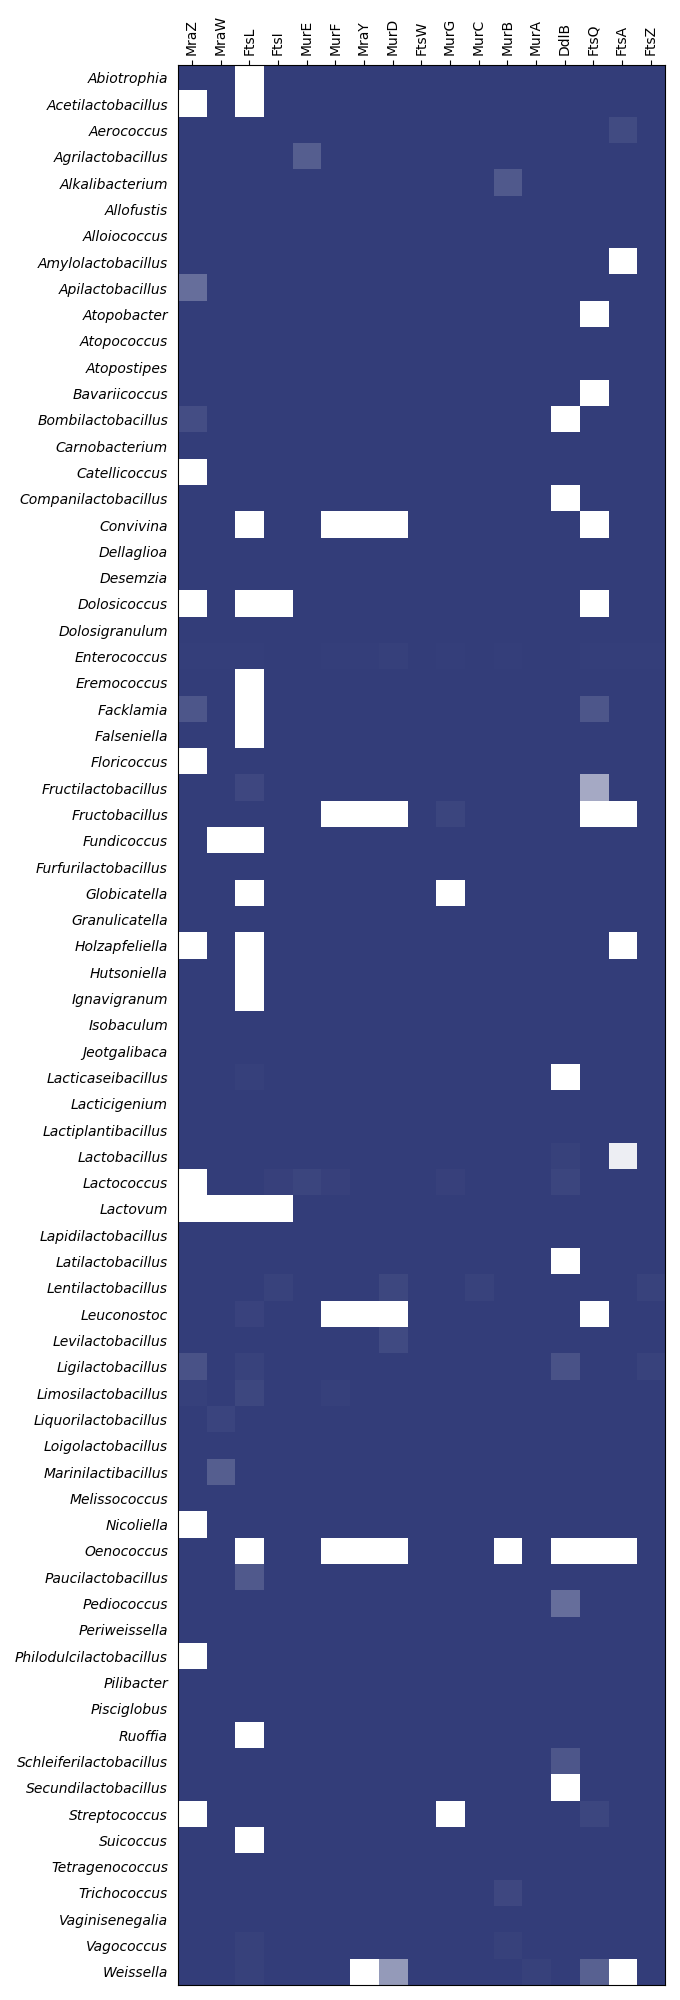 MraZ MraW FtsL FtsI MurE MurF MraY MurD FtsW MurG MurC MurB MurA DdlB FtsQ FtsA FtsZ
Abiotrophia
Acetilactobacillus
Aerococcus
Agrilactobacillus
Alkalibacterium
Allofustis
Alloiococcus
Amylolactobacillus
Apilactobacillus
Atopobacter
Atopococcus
Atopostipes
Bavariicoccus
Bombilactobacillus
Carnobacterium
Catellicoccus
Companilactobacillus
Convivina
Dellaglioa
Desemzia
Dolosicoccus
Dolosigranulum
Enterococcus
Eremococcus
Facklamia
Falseniella
Floricoccus
Fructilactobacillus
Fructobacillus
Fundicoccus
Furfurilactobacillus
Globicatella
Granulicatella
Holzapfeliella
Hutsoniella
Ignavigranum
Isobaculum
Jeotgalibaca
Lacticaseibacillus
Lacticigenium
Lactiplantibacillus
Lactobacillus
Lactococcus
Lactovum
Lapidilactobacillus
Latilactobacillus
Lentilactobacillus
Leuconostoc
Levilactobacillus
Ligilactobacillus
Limosilactobacillus
Liquorilactobacillus
Loigolactobacillus
Marinilactibacillus
Melissococcus
Nicoliella
Oenococcus
Paucilactobacillus
Pediococcus
Periweissella
Philodulcilactobacillus
Pilibacter
Pisciglobus
Ruoffia
Schleiferilactobacillus
Secundilactobacillus
Streptococcus
Suicoccus
Tetragenococcus
Trichococcus
Vaginisenegalia
Vagococcus
Weissella